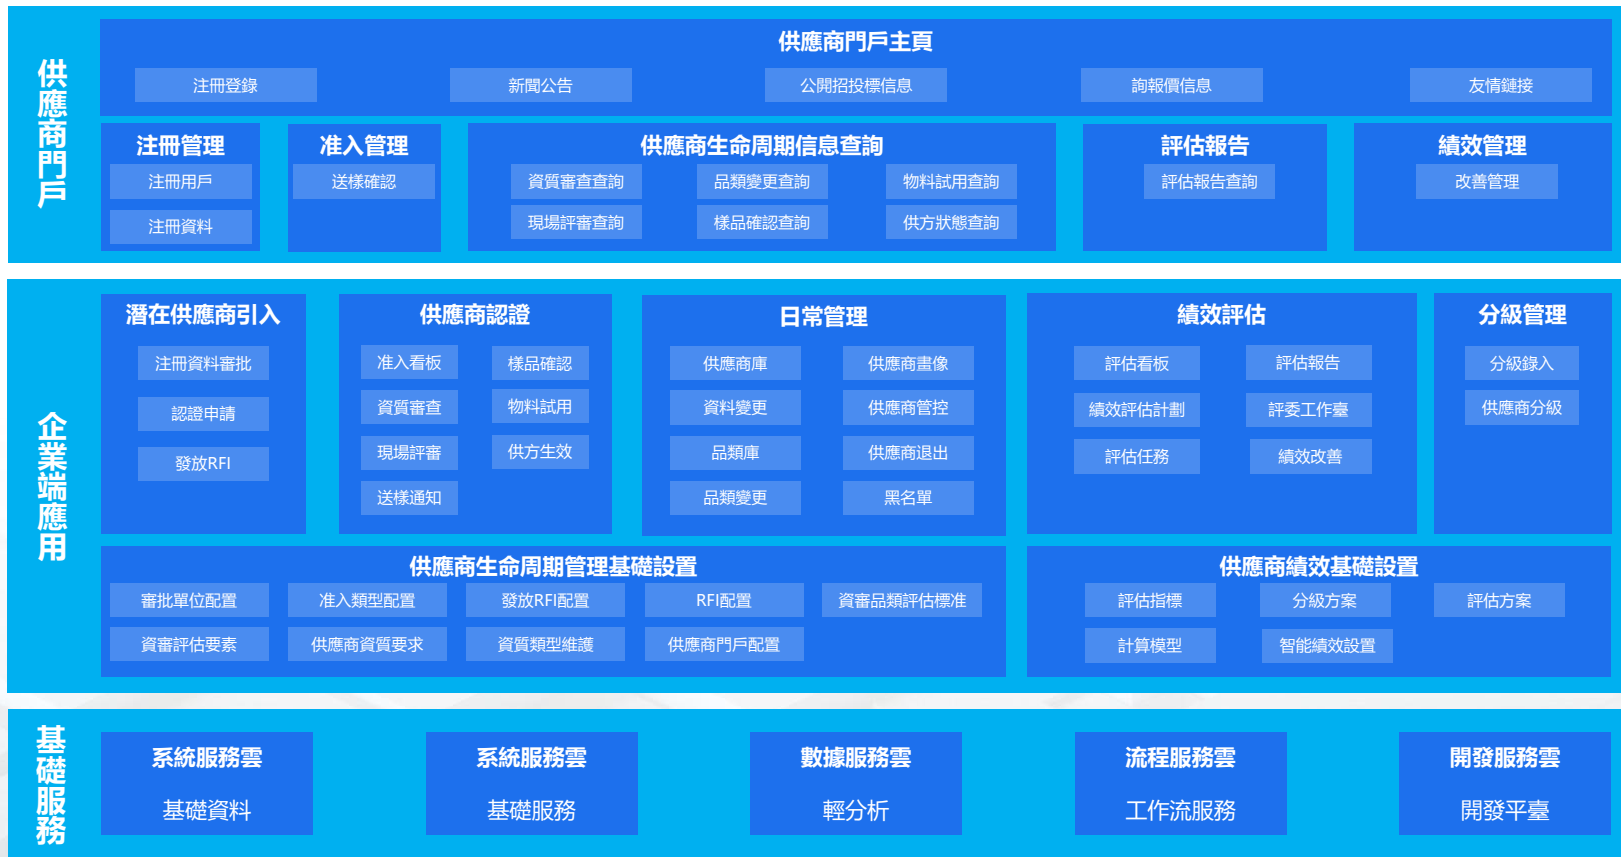 供應商門戶
供應商門戶主頁
注冊登錄
新聞公告
公開招投標信息
詢報價信息
友情鏈接
注冊管理
注冊用戶
注冊資料
准入管理
送樣確認
供應商生命周期信息查詢
資質審查查詢
品類變更查詢
物料試用查詢
現場評審查詢
樣品確認查詢
供方狀態查詢
評估報告
評估報告查詢
績效管理
改善管理
企業端應用
潛在供應商引入
注冊資料審批
認證申請
發放RFI
供應商認證
准入看板
樣品確認
資質審查
物料試用
現場評審
供方生效
送樣通知
日常管理
供應商庫
供應商畫像
資料變更
供應商管控
品類庫
供應商退出
品類變更
黑名單
績效評估
評估看板
評估報告
績效評估計劃
評委工作臺
評估任務
績效改善
分級管理
分級錄入
供應商分級
供應商生命周期管理基礎設置
審批單位配置
准入類型配置
發放RFI配置
RFI配置
資審品類評估標准
資審評估要素
供應商資質要求
資質類型維護
供應商門戶配置
供應商績效基礎設置
評估指標
分級方案
評估方案
計算模型
智能績效設置
基礎服務
系統服務雲
基礎資料
系統服務雲
基礎服務
數據服務雲
輕分析
流程服務雲
工作流服務
開發服務雲
開發平臺